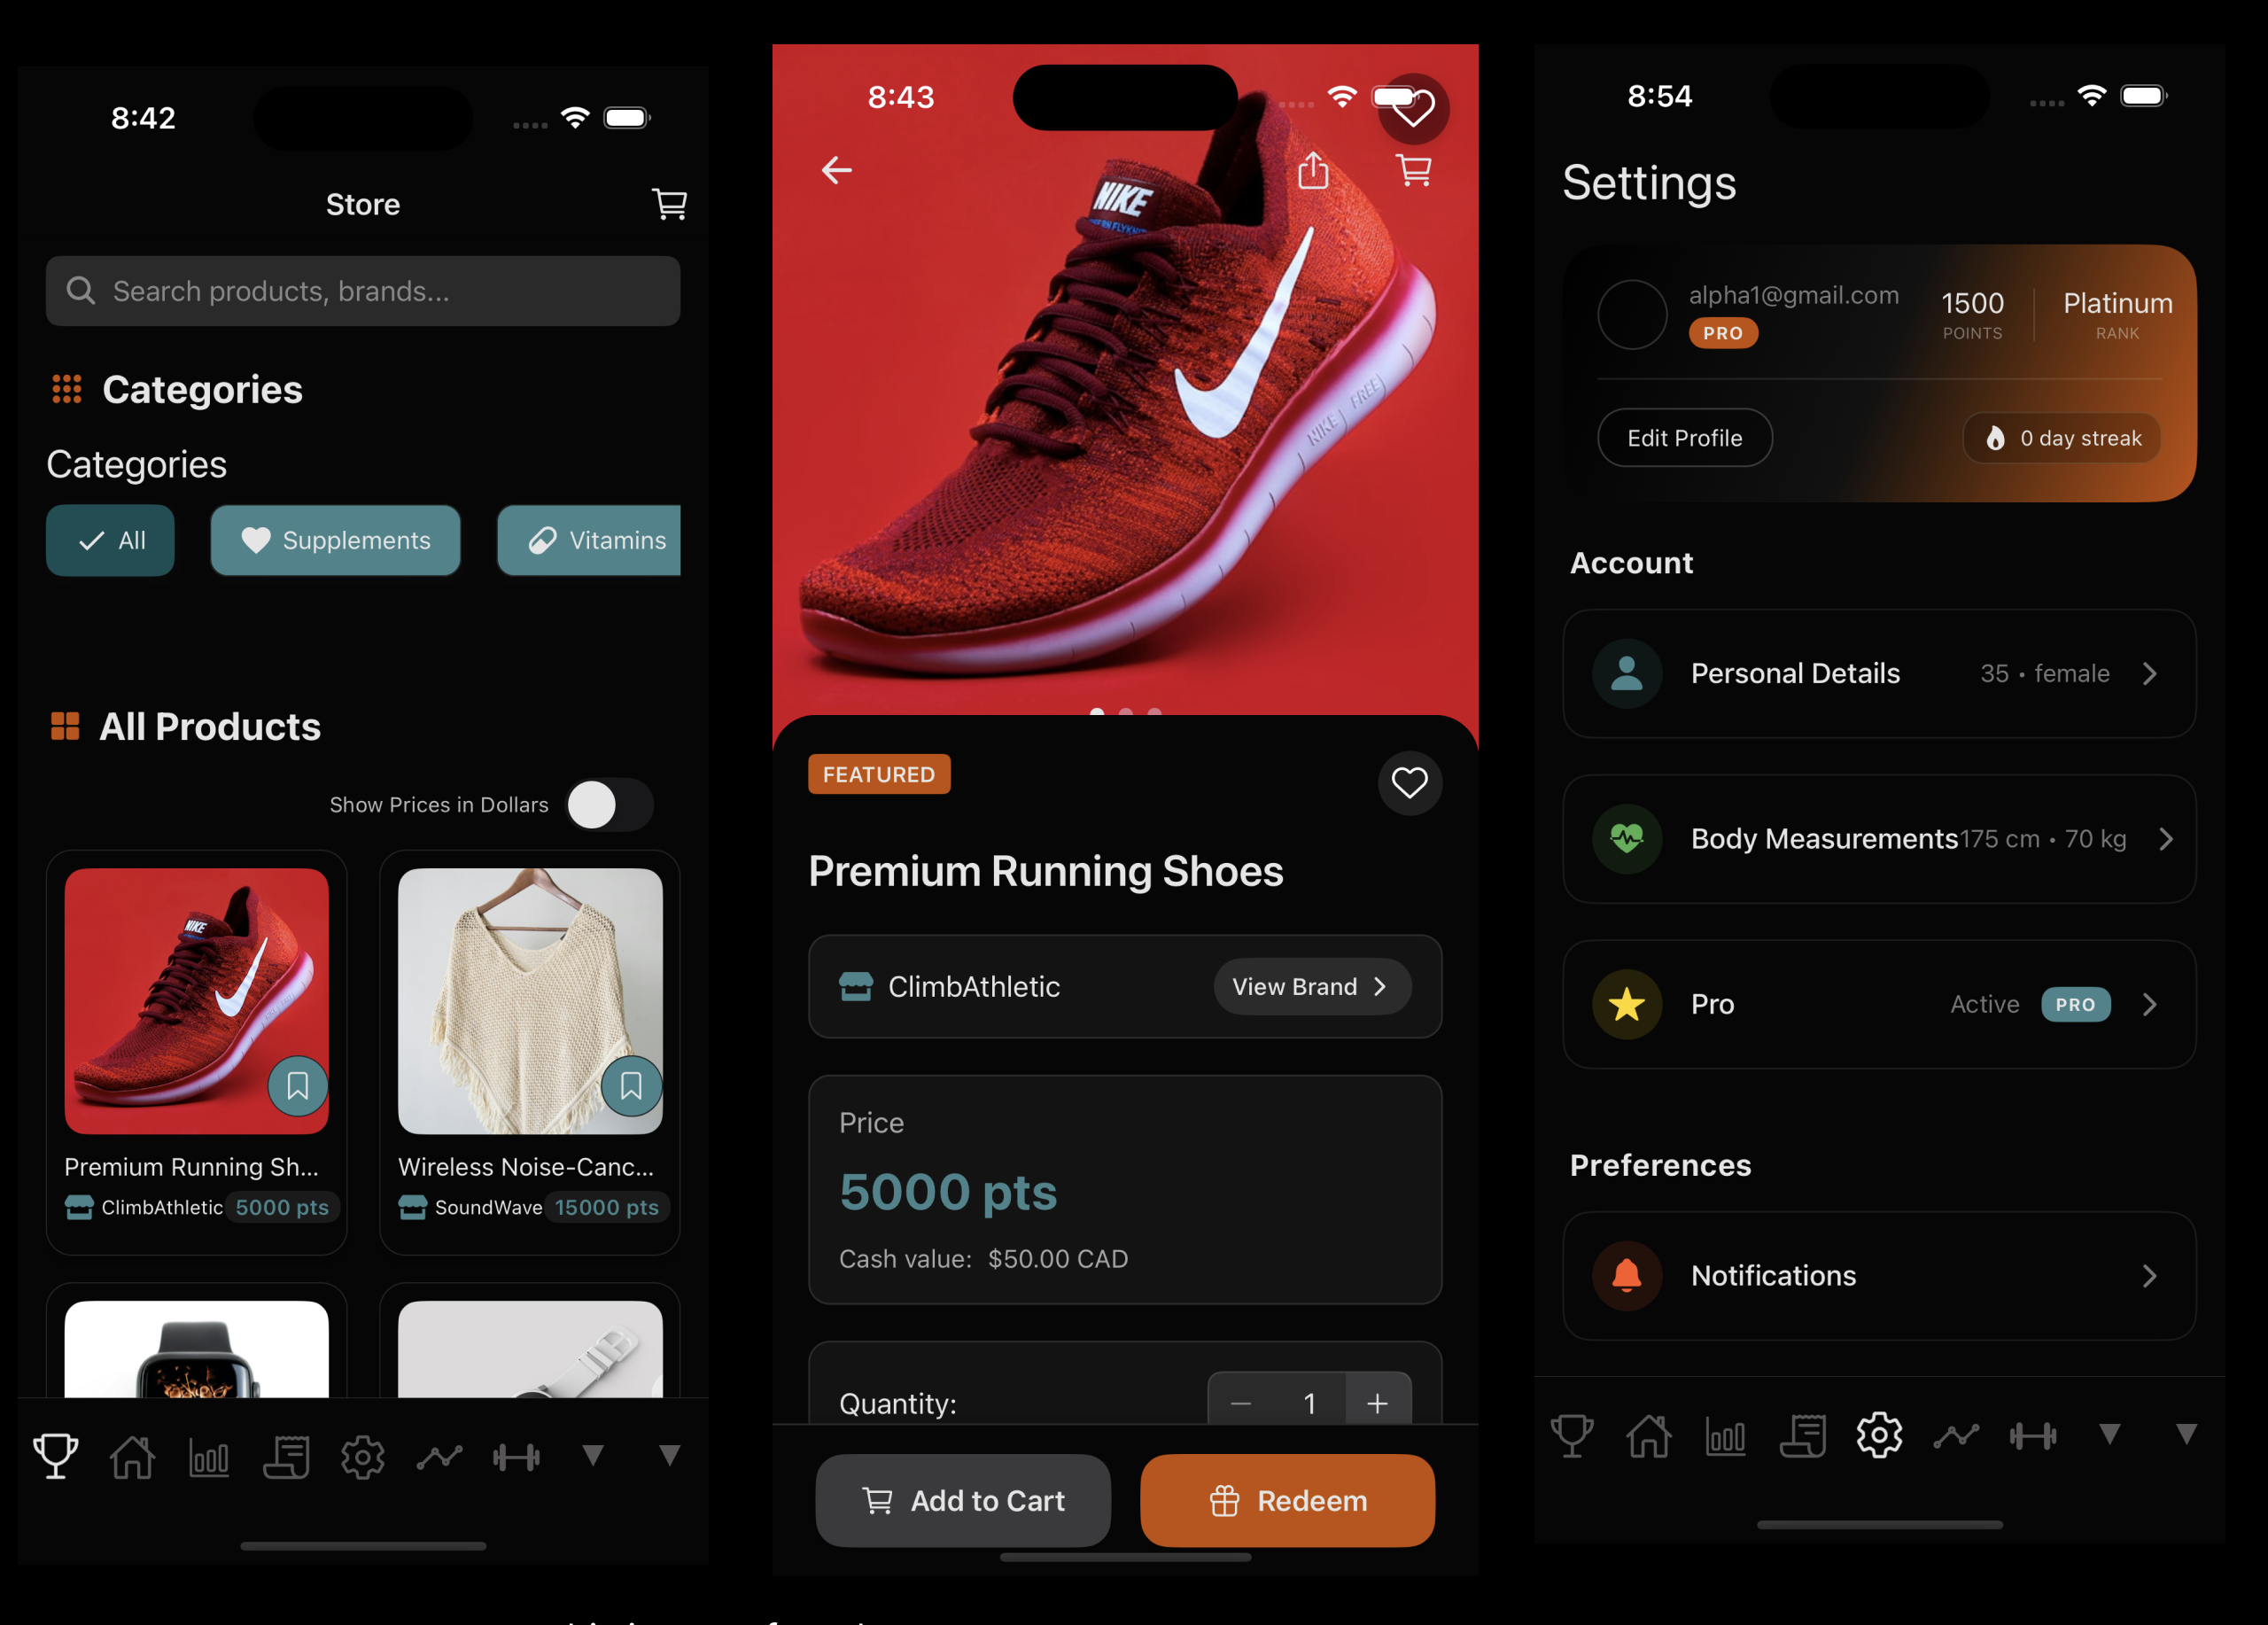 8:42
Store
Search products, brands...
Categories
Categories
All
Supplements
Vitamins
All Products
Show Prices in Dollars
NIKE
Premium Running Sh...
ClimbAthletic 5000 pts
Wireless Noise-Canc...
SoundWave 15000 pts
8:43
NIKE
NIKE FREE
FEATURED
Premium Running Shoes
ClimbAthletic
View Brand
Price
5000 pts
Cash value: $50.00 CAD
Quantity:
1
Add to Cart
Redeem
8:54
Settings
alpha1@gmail.com
PRO
1500
POINTS
Platinum
RANK
Edit Profile
0 day streak
Account
Personal Details
35 • female
Body Measurements
175 cm • 70 kg
Pro
Active
PRO
Preferences
Notifications